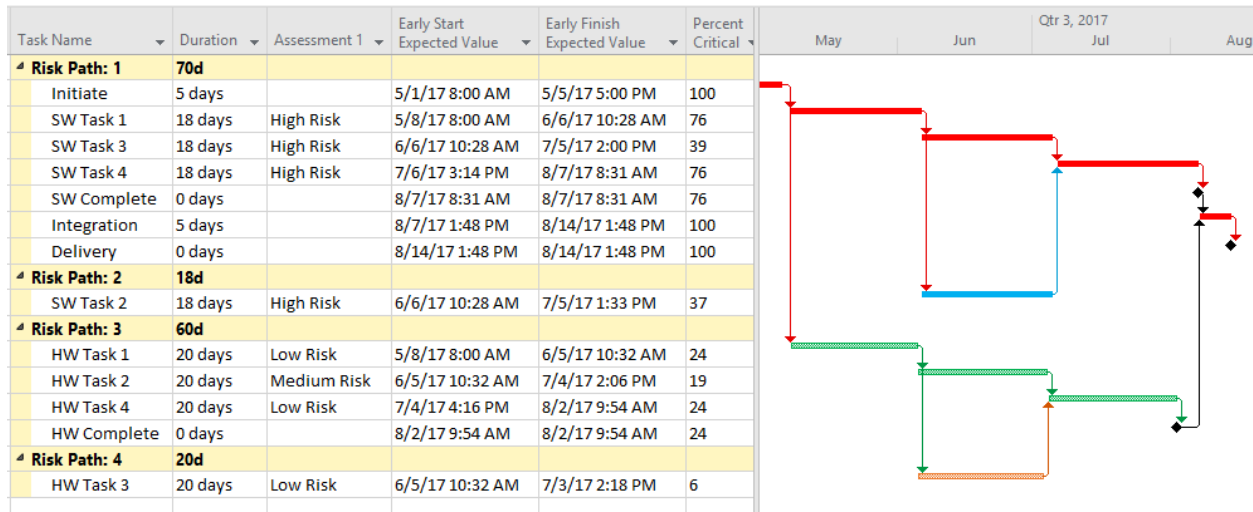 Task Name Duration Assessment 1 Early Start Expected Value Early Finish Expected Value Percent Critical
Qtr 3, 2017
May Jun Jul Aug
Risk Path: 1 70d
Initiate 5 days 5/1/17 8:00 AM 5/5/17 5:00 PM 100
SW Task 1 18 days High Risk 5/8/17 8:00 AM 6/6/17 10:28 AM 76
SW Task 3 18 days High Risk 6/6/17 10:28 AM 7/5/17 2:00 PM 39
SW Task 4 18 days High Risk 7/6/17 3:14 PM 8/7/17 8:31 AM 76
SW Complete 0 days 8/7/17 8:31 AM 8/7/17 8:31 AM 76
Integration 5 days 8/7/17 1:48 PM 8/14/17 1:48 PM 100
Delivery 0 days 8/14/17 1:48 PM 8/14/17 1:48 PM 100
Risk Path: 2 18d
SW Task 2 18 days High Risk 6/6/17 10:28 AM 7/5/17 1:33 PM 37
Risk Path: 3 60d
HW Task 1 20 days Low Risk 5/8/17 8:00 AM 6/5/17 10:32 AM 24
HW Task 2 20 days Medium Risk 6/5/17 10:32 AM 7/4/17 2:06 PM 19
HW Task 4 20 days Low Risk 7/4/17 4:16 PM 8/2/17 9:54 AM 24
HW Complete 0 days 8/2/17 9:54 AM 8/2/17 9:54 AM 24
Risk Path: 4 20d
HW Task 3 20 days Low Risk 6/5/17 10:32 AM 7/3/17 2:18 PM 6